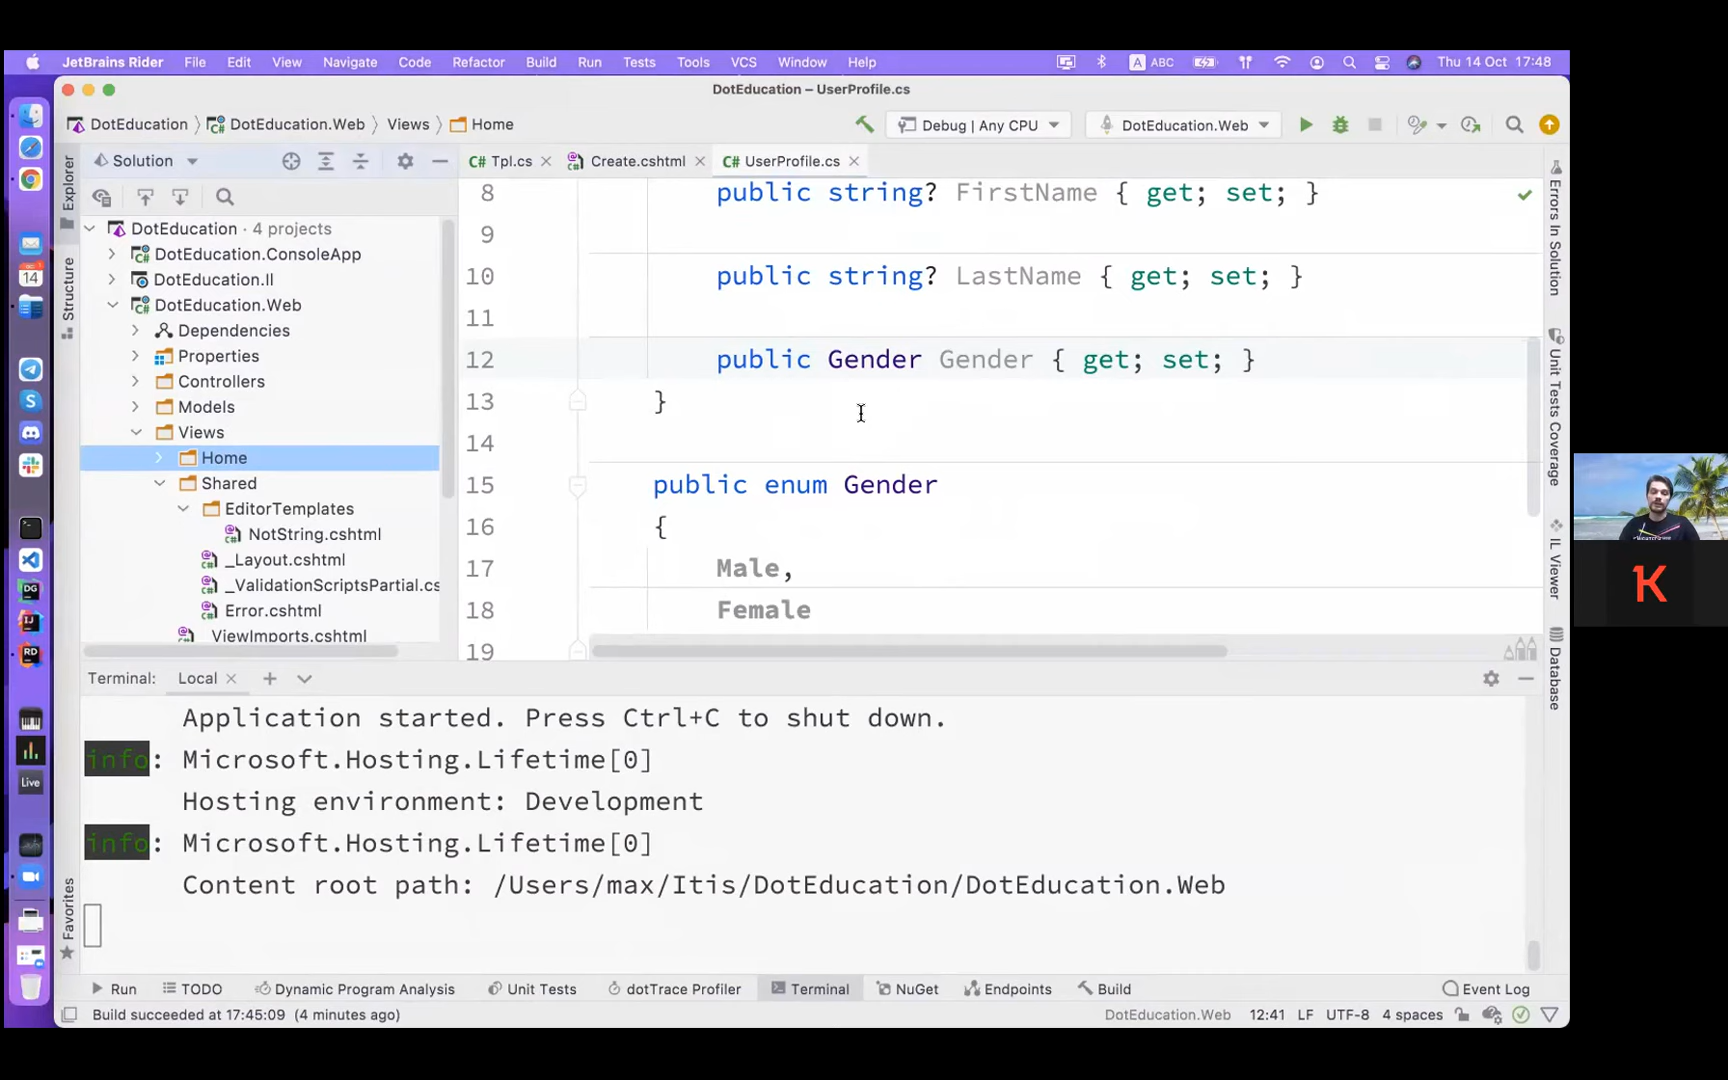 JetBrains Rider File Edit View Navigate Code Refactor Build Run Tests Tools VCS Window Help A ABC Thu 14 Oct 17:48
DotEducation – UserProfile.cs
DotEducation DotEducation.Web Views Home Debug | Any CPU DotEducation.Web
Explorer
Structure
Favorites
Solution
DotEducation · 4 projects
DotEducation.ConsoleApp
DotEducation.Il
DotEducation.Web
Dependencies
Properties
Controllers
Models
Views
Home
Shared
EditorTemplates
NotString.cshtml
_Layout.cshtml
_ValidationScriptsPartial.cs
Error.cshtml
_ViewImports.cshtml
C# Tpl.cs Create.cshtml C# UserProfile.cs
8 public string? FirstName { get; set; }
9
10 public string? LastName { get; set; }
11
12 public Gender Gender { get; set; }
13 }
14
15 public enum Gender
16 {
17 Male,
18 Female
19
Errors In Solution
Unit Tests Coverage
IL Viewer
Database
K
Terminal: Local
Application started. Press Ctrl+C to shut down.
info: Microsoft.Hosting.Lifetime[0]
Hosting environment: Development
info: Microsoft.Hosting.Lifetime[0]
Content root path: /Users/max/Itis/DotEducation/DotEducation.Web
Run TODO Dynamic Program Analysis Unit Tests dotTrace Profiler Terminal NuGet Endpoints Build Event Log
Build succeeded at 17:45:09 (4 minutes ago) DotEducation.Web 12:41 LF UTF-8 4 spaces
14
DG
IJ
RD
Live